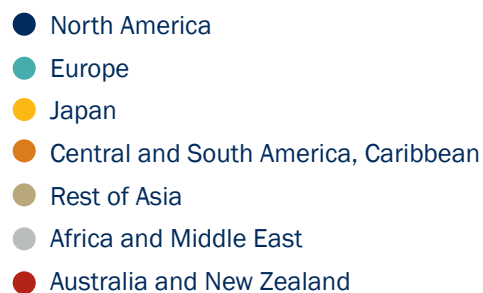 North America
Europe
Japan
Central and South America, Caribbean
Rest of Asia
Africa and Middle East
Australia and New Zealand